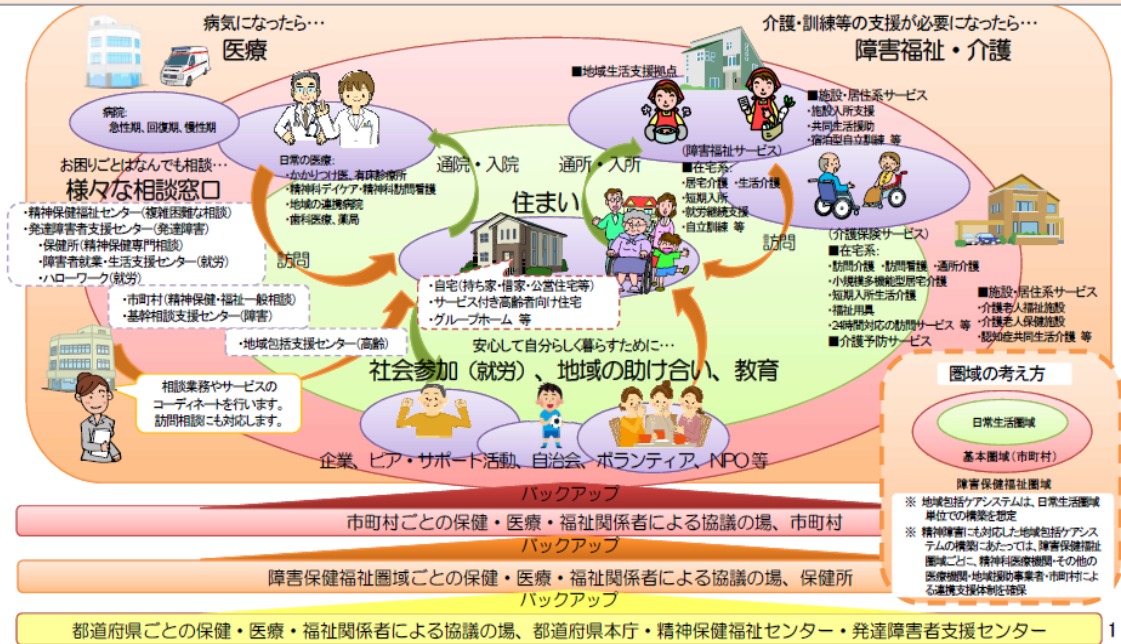 病気になったら…
医療
介護・訓練等の支援が必要になったら…
障害福祉・介護
病院:
急性期、回復期、慢性期
日常の医療:
・かかりつけ医、有床診療所
・精神科デイケア・精神科訪問看護
・地域の連携病院
・歯科医療、薬局
通院・入院
通所・入所
■地域生活支援拠点
(障害福祉サービス)
■在宅系:
・居宅介護 ・生活介護
・短期入所
・就労継続支援
・自立訓練 等
■施設・居住系サービス
・施設入所支援
・共同生活援助
・宿泊型自立訓練 等
お困りごとはなんでも相談…
様々な相談窓口
・精神保健福祉センター(複雑困難な相談)
・発達障害者支援センター(発達障害)
・保健所(精神保健専門相談)
・障害者就業・生活支援センター(就労)
・ハローワーク(就労)
・市町村(精神保健・福祉一般相談)
・基幹相談支援センター(障害)
・地域包括支援センター(高齢)
訪問
住まい
・自宅(持ち家・借家・公営住宅等)
・サービス付き高齢者向け住宅
・グループホーム 等
訪問
(介護保険サービス)
■在宅系:
・訪問介護 ・訪問看護 ・通所介護
・小規模多機能型居宅介護
・短期入所生活介護
・福祉用具
・24時間対応の訪問サービス 等
■介護予防サービス
■施設・居住系サービス
・介護老人福祉施設
・介護老人保健施設
・認知症共同生活介護 等
相談業務やサービスの
コーディネートを行います。
訪問相談にも対応します。
安心して自分らしく暮らすために…
社会参加(就労)、地域の助け合い、教育
企業、ピア・サポート活動、自治会、ボランティア、NPO等
圏域の考え方
日常生活圏域
基本圏域(市町村)
障害保健福祉圏域
※ 地域包括ケアシステムは、日常生活圏域
単位での構築を想定
※ 精神障害にも対応した地域包括ケアシス
テムの構築にあたっては、障害保健福祉
圏域ごとに、精神科医療機関・その他の
医療機関・地域援助事業者・市町村によ
る連携支援体制を確保
バックアップ
市町村ごとの保健・医療・福祉関係者による協議の場、市町村
バックアップ
障害保健福祉圏域ごとの保健・医療・福祉関係者による協議の場、保健所
バックアップ
都道府県ごとの保健・医療・福祉関係者による協議の場、都道府県本庁・精神保健福祉センター・発達障害者支援センター
1